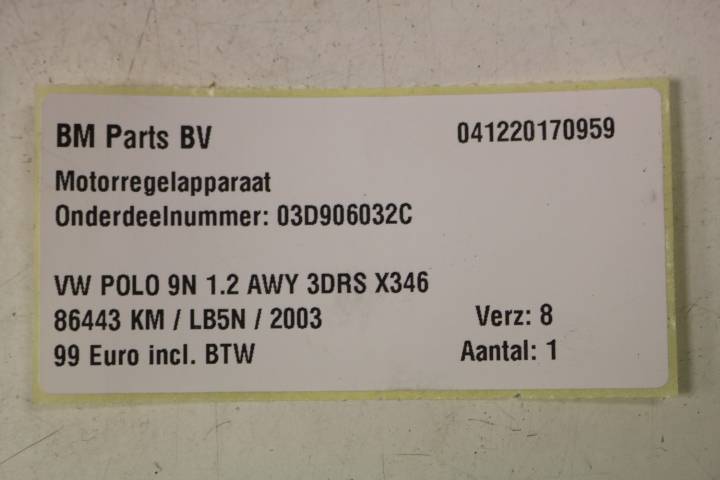 BM Parts BV 041220170959
Motorregelapparaat
Onderdeelnummer: 03D906032C
VW POLO 9N 1.2 AWY 3DRS X346
86443 KM / LB5N / 2003 Verz: 8
99 Euro incl. BTW Aantal: 1